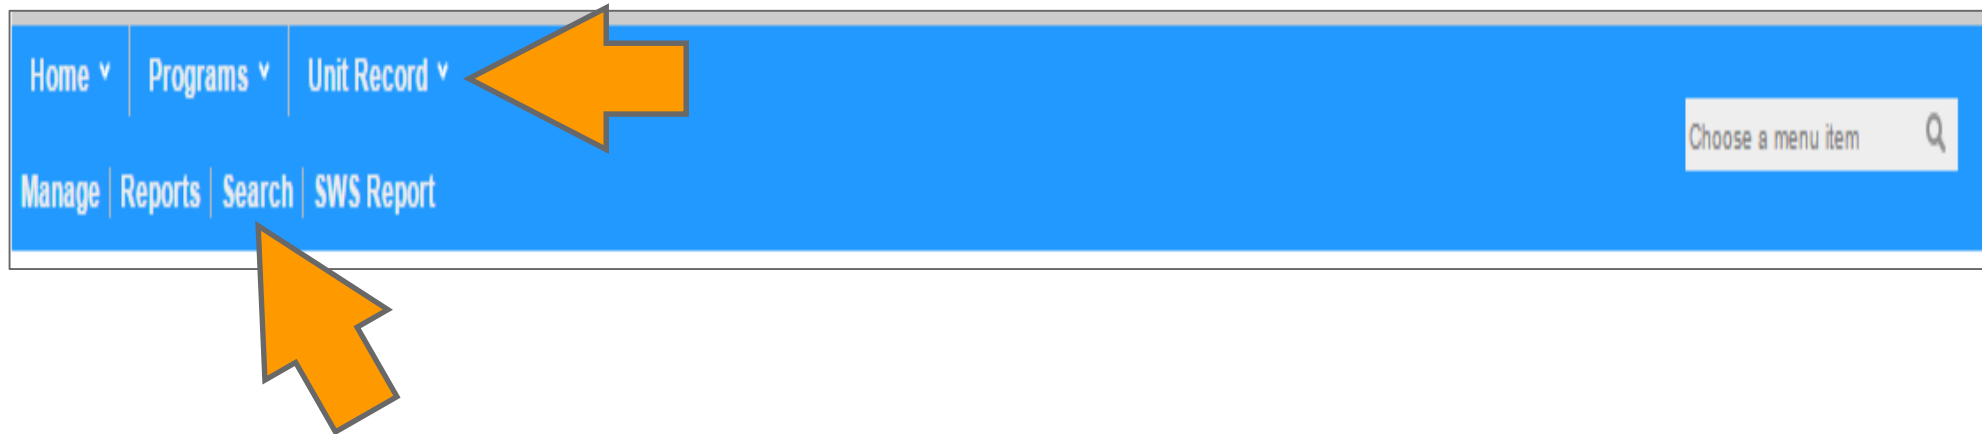 Home Programs Unit Record
Choose a menu item
Manage Reports Search SWS Report